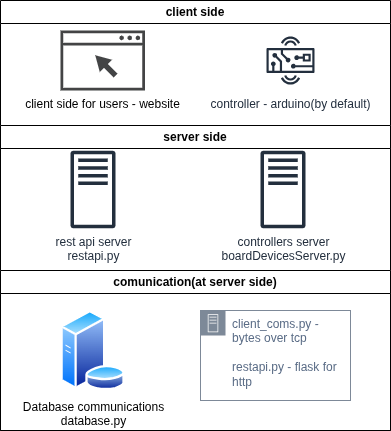 client side
client side for users - website
controller - arduino(by default)
server side
rest api server
restapi.py
controllers server
boardDevicesServer.py
comunication(at server side)
Database communications
database.py
client_coms.py -
bytes over tcp
restapi.py - flask for
http